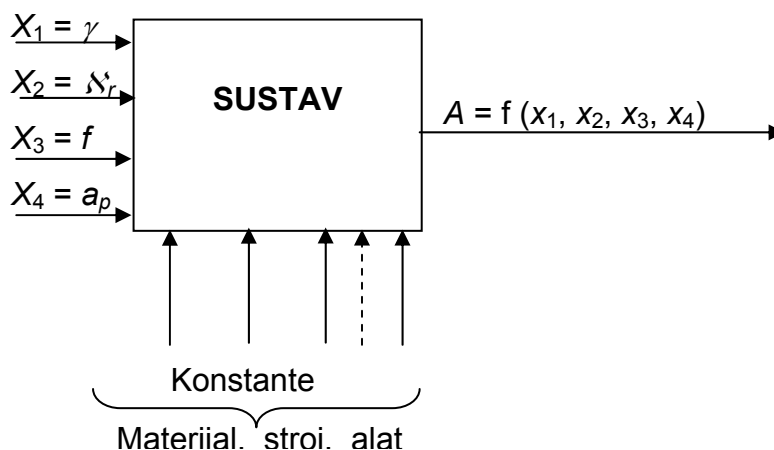 X₁ = γ
X₂ = ℵᵣ
X₃ = f
X₄ = aₚ
SUSTAV
A = f (x₁, x₂, x₃, x₄)
Konstante
Materijal, stroj, alat